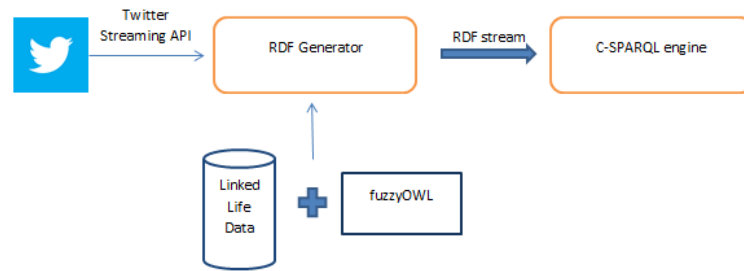 Twitter
Streaming API
RDF Generator
RDF stream
C-SPARQL engine
Linked
Life
Data
fuzzyOWL